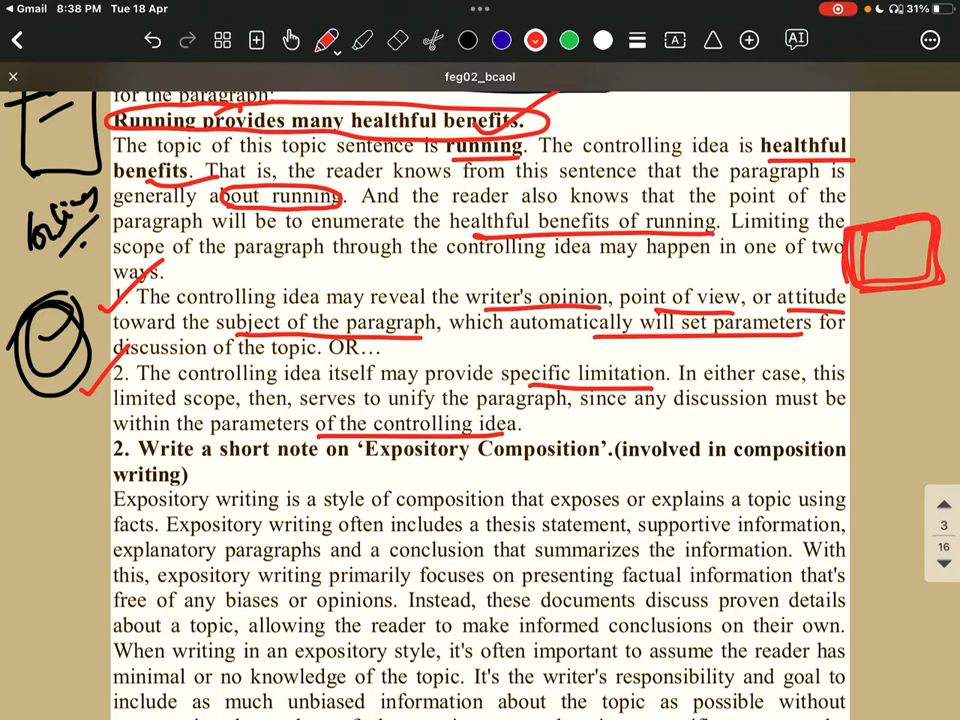 Gmail 8:38 PM Tue 18 Apr
31%
A
AI
feg02_bcaol
for the paragraph:
Running provides many healthful benefits.
The topic of this topic sentence is running. The controlling idea is healthful
benefits. That is, the reader knows from this sentence that the paragraph is
generally about running. And the reader also knows that the point of the
paragraph will be to enumerate the healthful benefits of running. Limiting the
scope of the paragraph through the controlling idea may happen in one of two
ways.
1. The controlling idea may reveal the writer's opinion, point of view, or attitude
toward the subject of the paragraph, which automatically will set parameters for
discussion of the topic. OR…
2. The controlling idea itself may provide specific limitation. In either case, this
limited scope, then, serves to unify the paragraph, since any discussion must be
within the parameters of the controlling idea.
2. Write a short note on ‘Expository Composition’.(involved in composition
writing)
Expository writing is a style of composition that exposes or explains a topic using
facts. Expository writing often includes a thesis statement, supportive information,
explanatory paragraphs and a conclusion that summarizes the information. With
this, expository writing primarily focuses on presenting factual information that's
free of any biases or opinions. Instead, these documents discuss proven details
about a topic, allowing the reader to make informed conclusions on their own.
When writing in an expository style, it's often important to assume the reader has
minimal or no knowledge of the topic. It's the writer's responsibility and goal to
include as much unbiased information about the topic as possible without
3
16